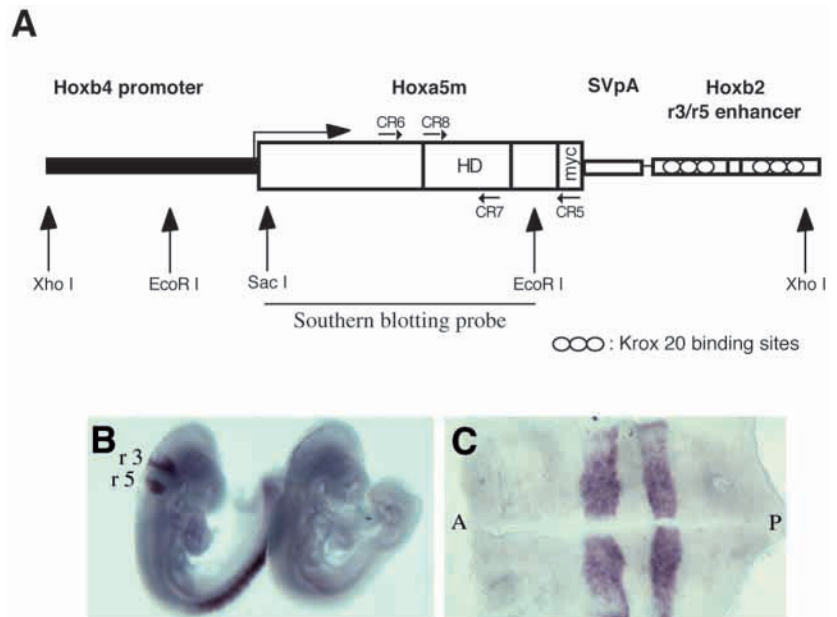 A
Hoxb4 promoter
Hoxa5m
SVpA
Hoxb2
r3/r5 enhancer
CR6
CR8
HD
myc
CR7
CR5
Xho I
EcoR I
Sac I
EcoR I
Xho I
Southern blotting probe
: Krox 20 binding sites
B
r 3
r 5
C
A
P